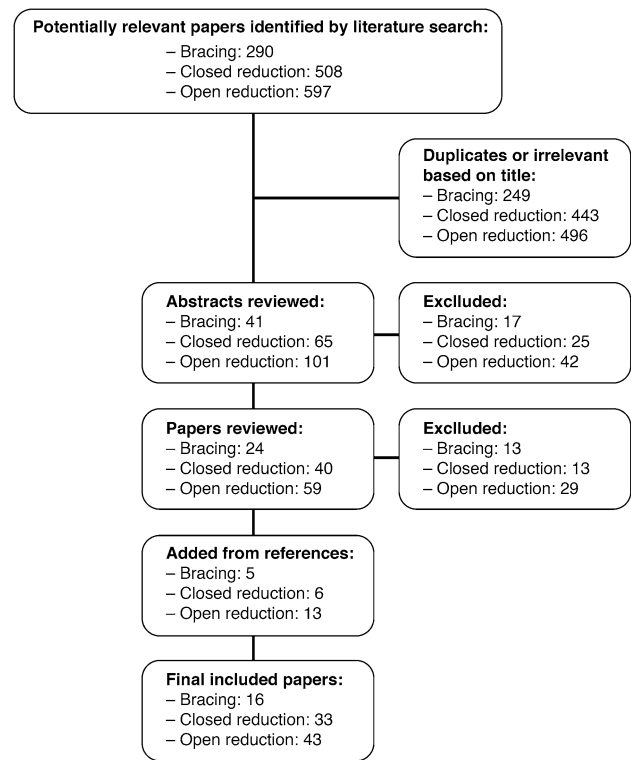 Potentially relevant papers identified by literature search:
– Bracing: 290
– Closed reduction: 508
– Open reduction: 597
Duplicates or irrelevant
based on title:
– Bracing: 249
– Closed reduction: 443
– Open reduction: 496
Abstracts reviewed:
– Bracing: 41
– Closed reduction: 65
– Open reduction: 101
Exclluded:
– Bracing: 17
– Closed reduction: 25
– Open reduction: 42
Papers reviewed:
– Bracing: 24
– Closed reduction: 40
– Open reduction: 59
Exclluded:
– Bracing: 13
– Closed reduction: 13
– Open reduction: 29
Added from references:
– Bracing: 5
– Closed reduction: 6
– Open reduction: 13
Final included papers:
– Bracing: 16
– Closed reduction: 33
– Open reduction: 43